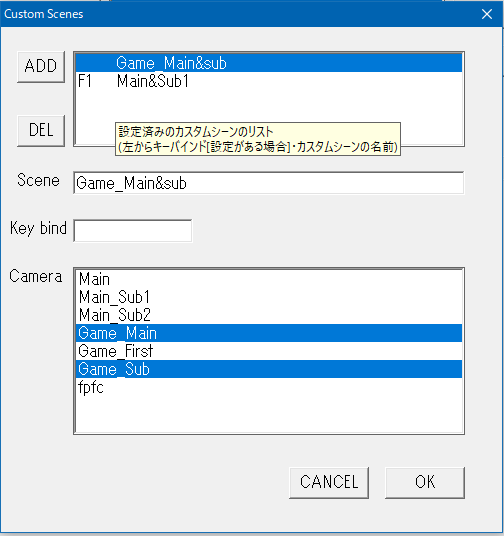 Custom Scenes
ADD
Game_Main&sub
F1 Main&Sub1
DEL
設定済みのカスタムシーンのリスト
(左からキーバインド[設定がある場合]・カスタムシーンの名前)
Scene Game_Main&sub
Key bind
Camera
Main
Main_Sub1
Main_Sub2
Game_Main
Game_First
Game_Sub
fpfc
CANCEL OK